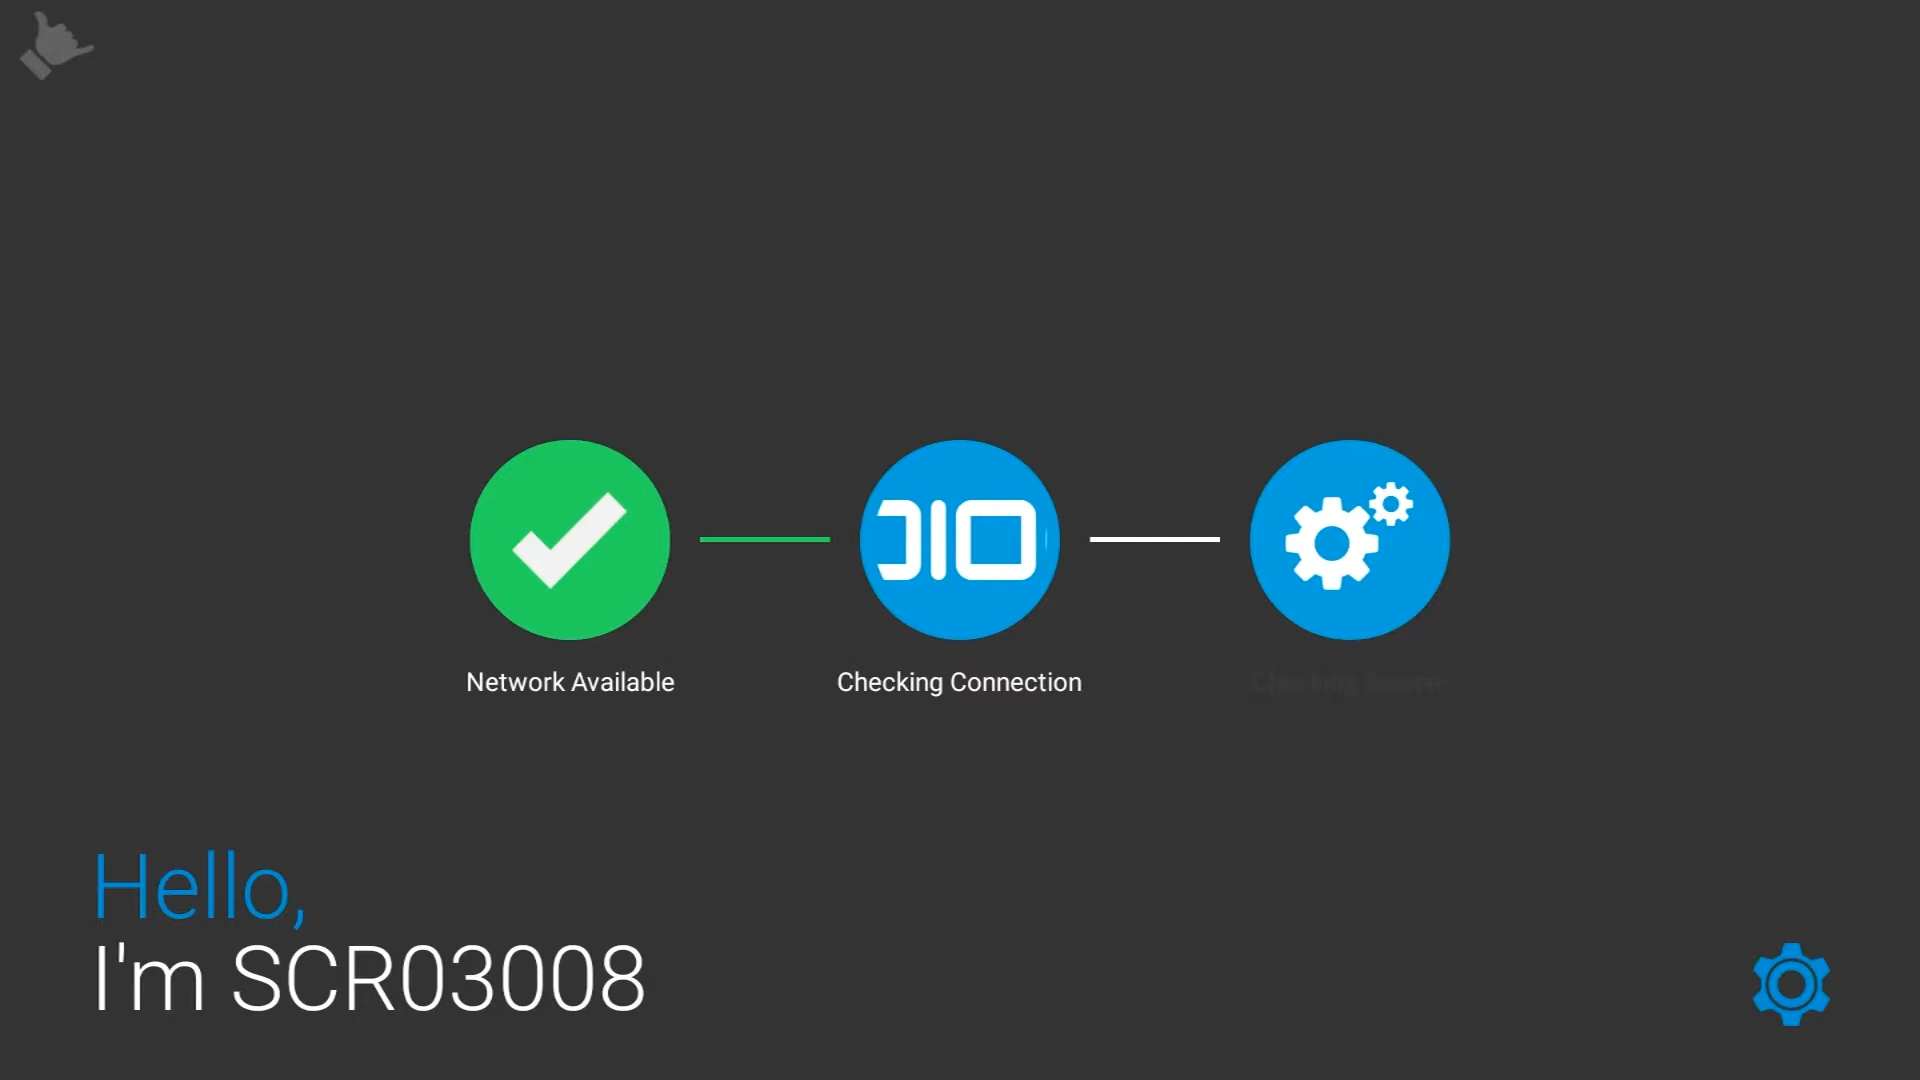 Network Available
Checking Connection
Hello,
I'm SCR03008